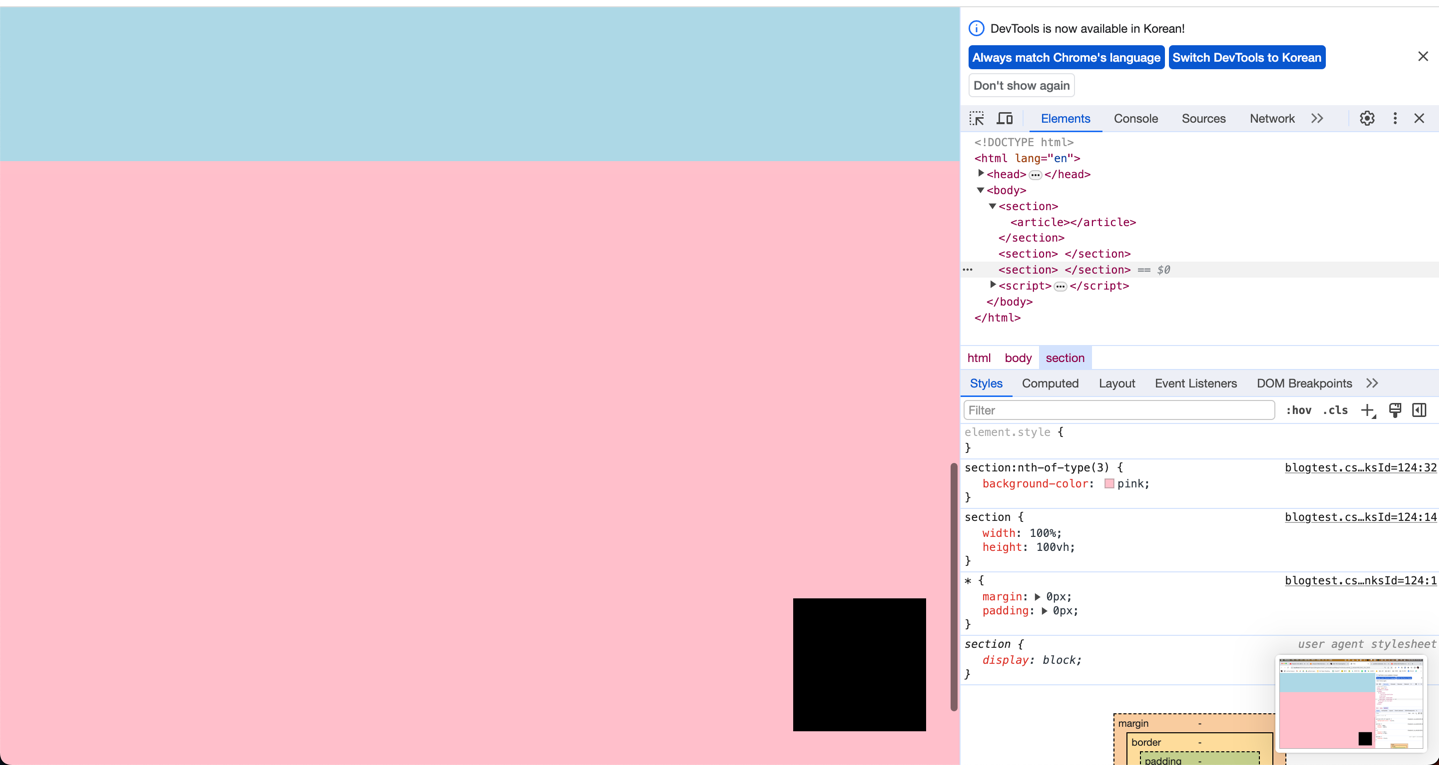 DevTools is now available in Korean!
Always match Chrome's language Switch DevTools to Korean
Don't show again
Elements Console Sources Network
<!DOCTYPE html>
<html lang="en">
<head> </head>
<body>
<section>
<article></article>
</section>
<section> </section>
<section> </section> == $0
<script> </script>
</body>
</html>
html body section
Styles Computed Layout Event Listeners DOM Breakpoints
Filter :hov .cls
element.style {
}
section:nth-of-type(3) { blogtest.cs…ksId=124:32
background-color: pink;
}
section { blogtest.cs…ksId=124:14
width: 100%;
height: 100vh;
}
* { blogtest.cs…nksId=124:1
margin: 0px;
padding: 0px;
}
section { user agent stylesheet
display: block;
}
margin -
border -
padding -